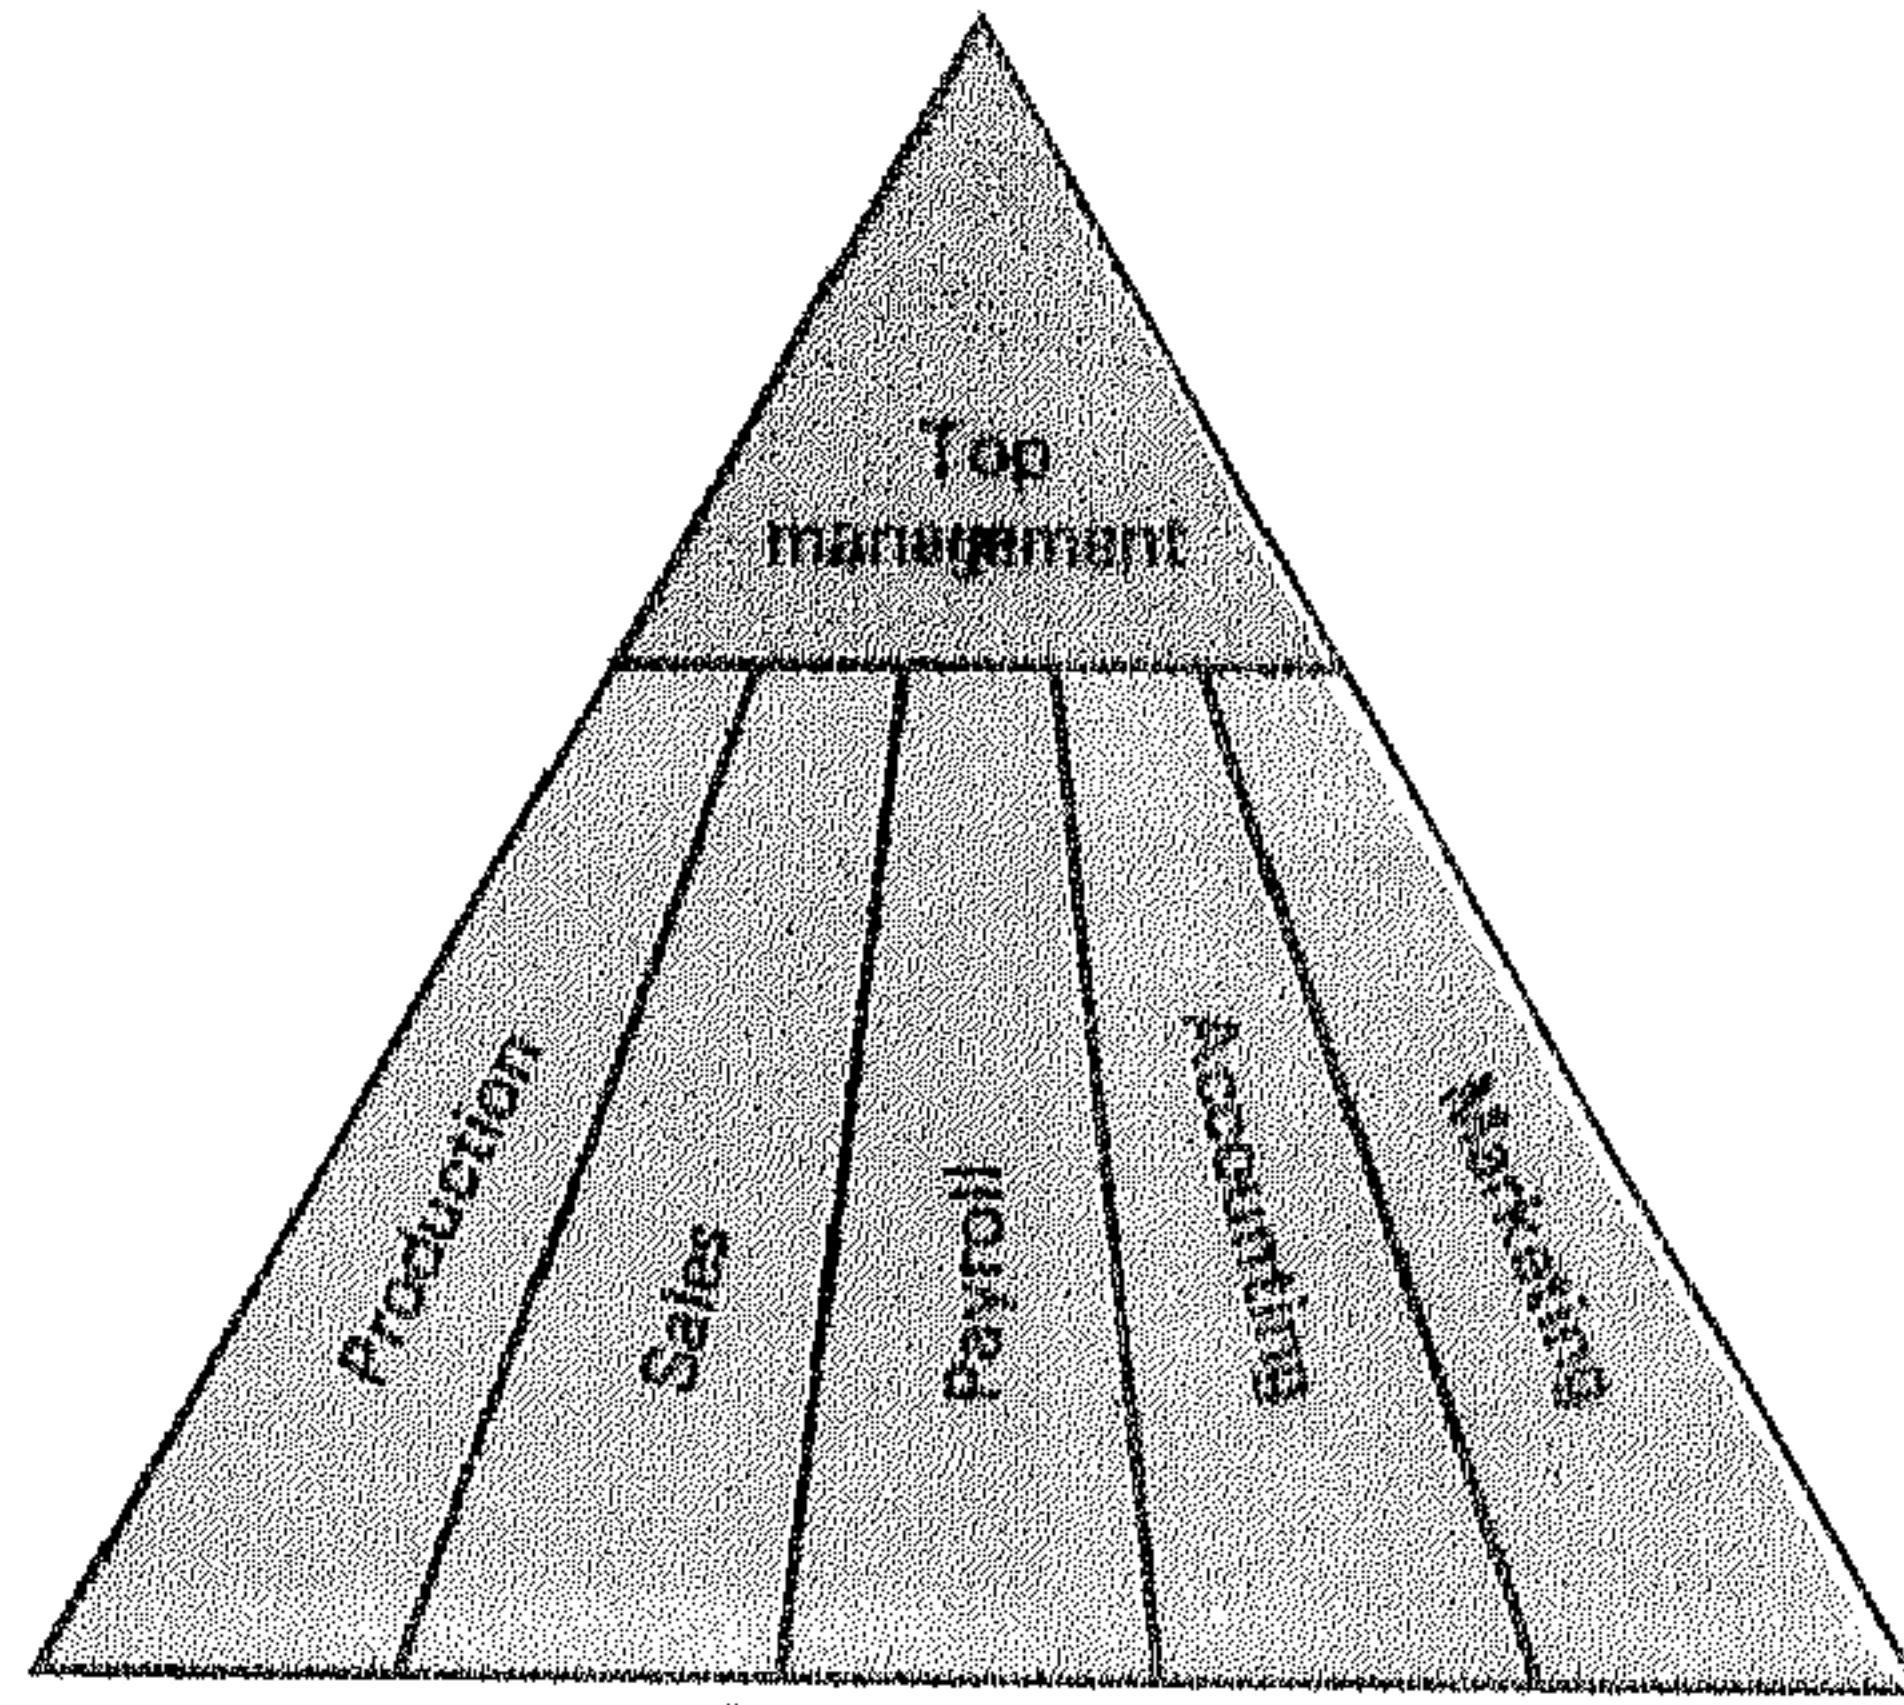 Top
management
Production
Sales
Payroll
Accounting
Marketing